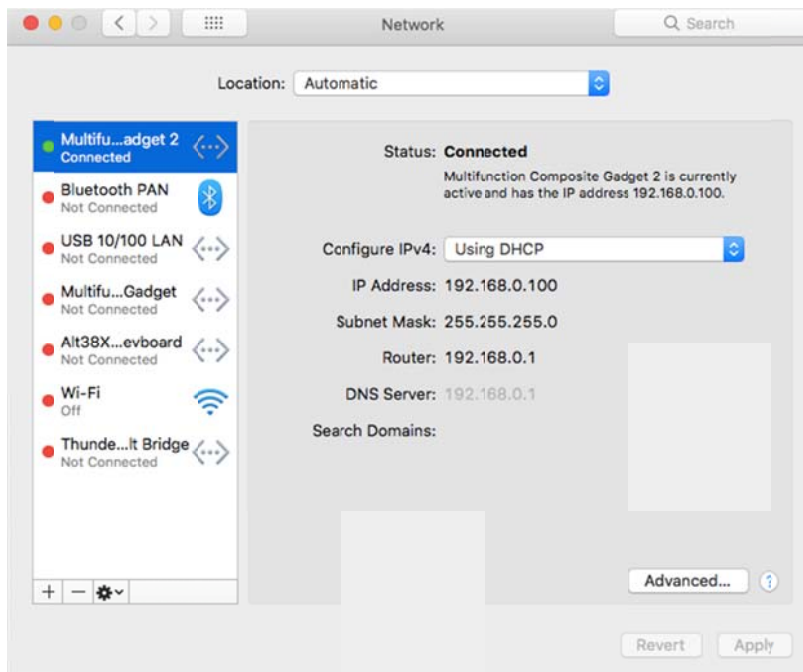 Network
Search
Location: Automatic
Multifu...adget 2
Connected
Bluetooth PAN
Not Connected
USB 10/100 LAN
Not Connected
Multifu...Gadget
Not Connected
Alt38X...evboard
Not Connected
Wi-Fi
Off
Thunde...lt Bridge
Not Connected
Status: Connected
Multifunction Composite Gadget 2 is currently
active and has the IP address 192.168.0.100.
Configure IPv4: Using DHCP
IP Address: 192.168.0.100
Subnet Mask: 255.255.255.0
Router: 192.168.0.1
DNS Server: 192.168.0.1
Search Domains:
Advanced... ?
Revert Apply